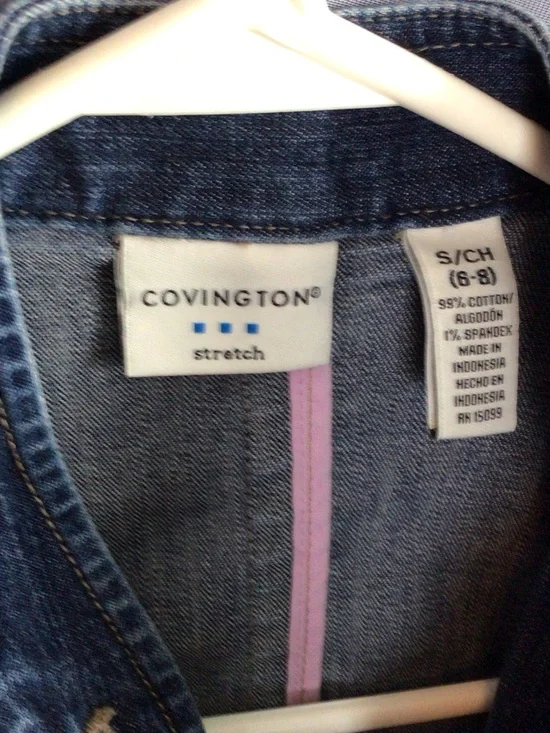 COVINGTON®
stretch
S/CH
(6-8)
99% COTTON/
ALGODÓN
1% SPANDEX
MADE IN
INDONESIA
HECHO EN
INDONESIA
RN 15099